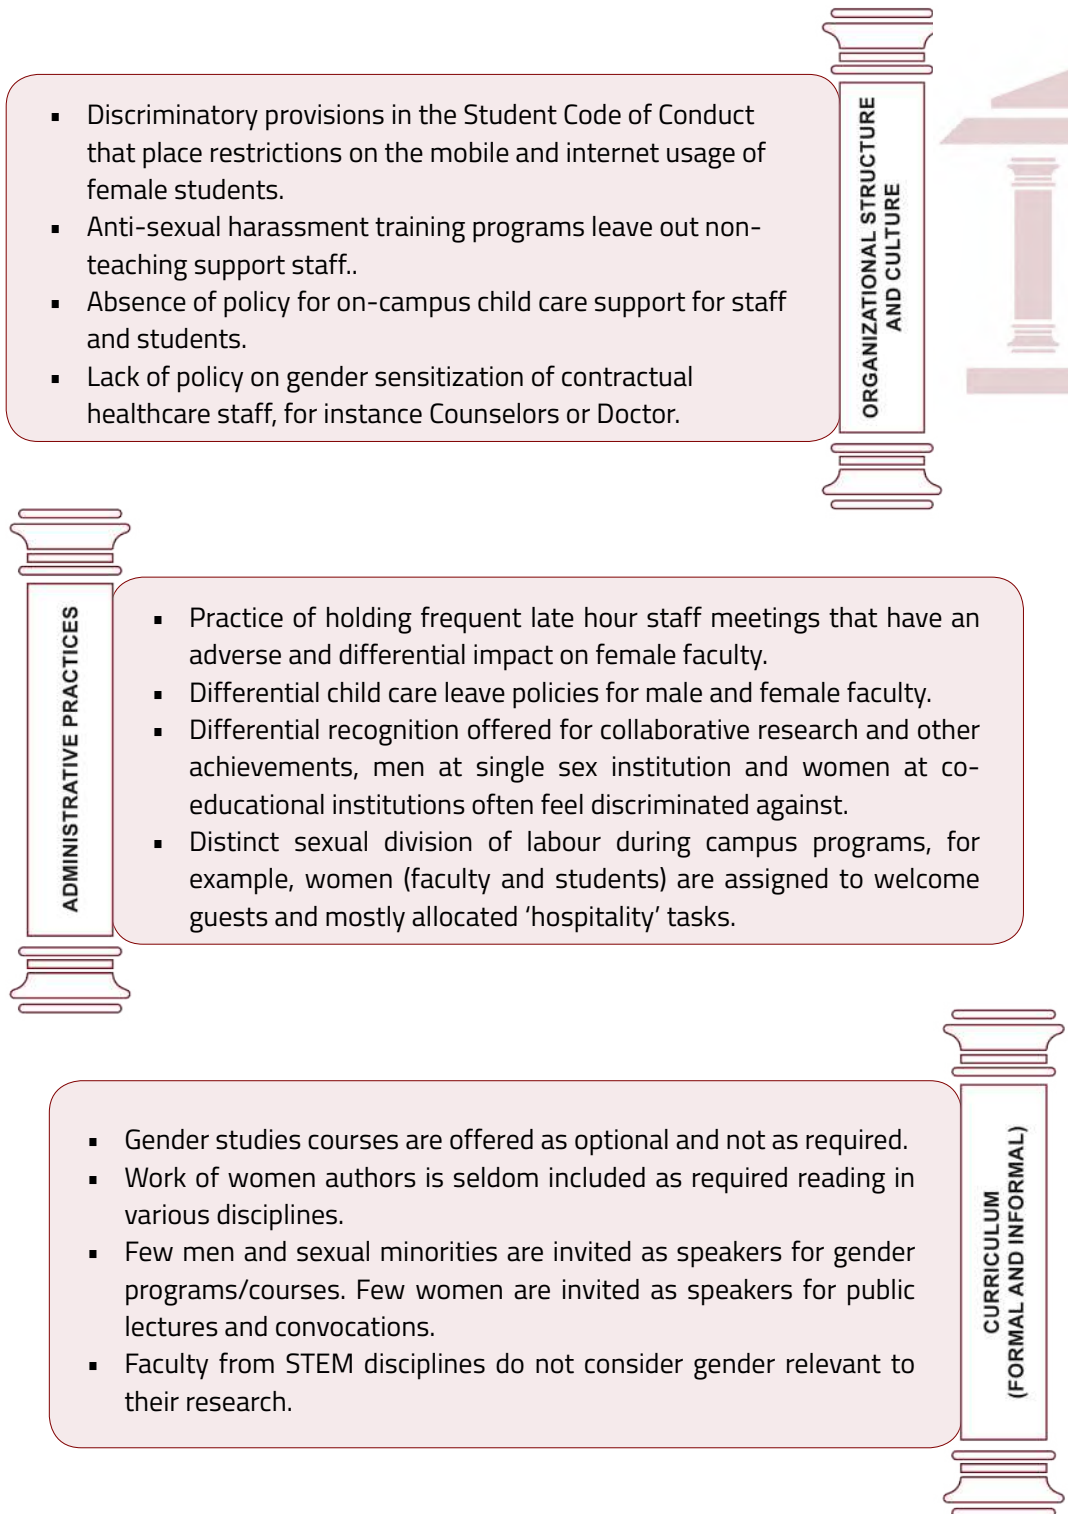 ▪ Discriminatory provisions in the Student Code of Conduct
that place restrictions on the mobile and internet usage of
female students.
▪ Anti-sexual harassment training programs leave out non-
teaching support staff..
▪ Absence of policy for on-campus child care support for staff
and students.
▪ Lack of policy on gender sensitization of contractual
healthcare staff, for instance Counselors or Doctor.
ORGANIZATIONAL STRUCTURE
AND CULTURE
ADMINISTRATIVE PRACTICES
▪ Practice of holding frequent late hour staff meetings that have an
adverse and differential impact on female faculty.
▪ Differential child care leave policies for male and female faculty.
▪ Differential recognition offered for collaborative research and other
achievements, men at single sex institution and women at co-
educational institutions often feel discriminated against.
▪ Distinct sexual division of labour during campus programs, for
example, women (faculty and students) are assigned to welcome
guests and mostly allocated ‘hospitality’ tasks.
▪ Gender studies courses are offered as optional and not as required.
▪ Work of women authors is seldom included as required reading in
various disciplines.
▪ Few men and sexual minorities are invited as speakers for gender
programs/courses. Few women are invited as speakers for public
lectures and convocations.
▪ Faculty from STEM disciplines do not consider gender relevant to
their research.
CURRICULUM
(FORMAL AND INFORMAL)